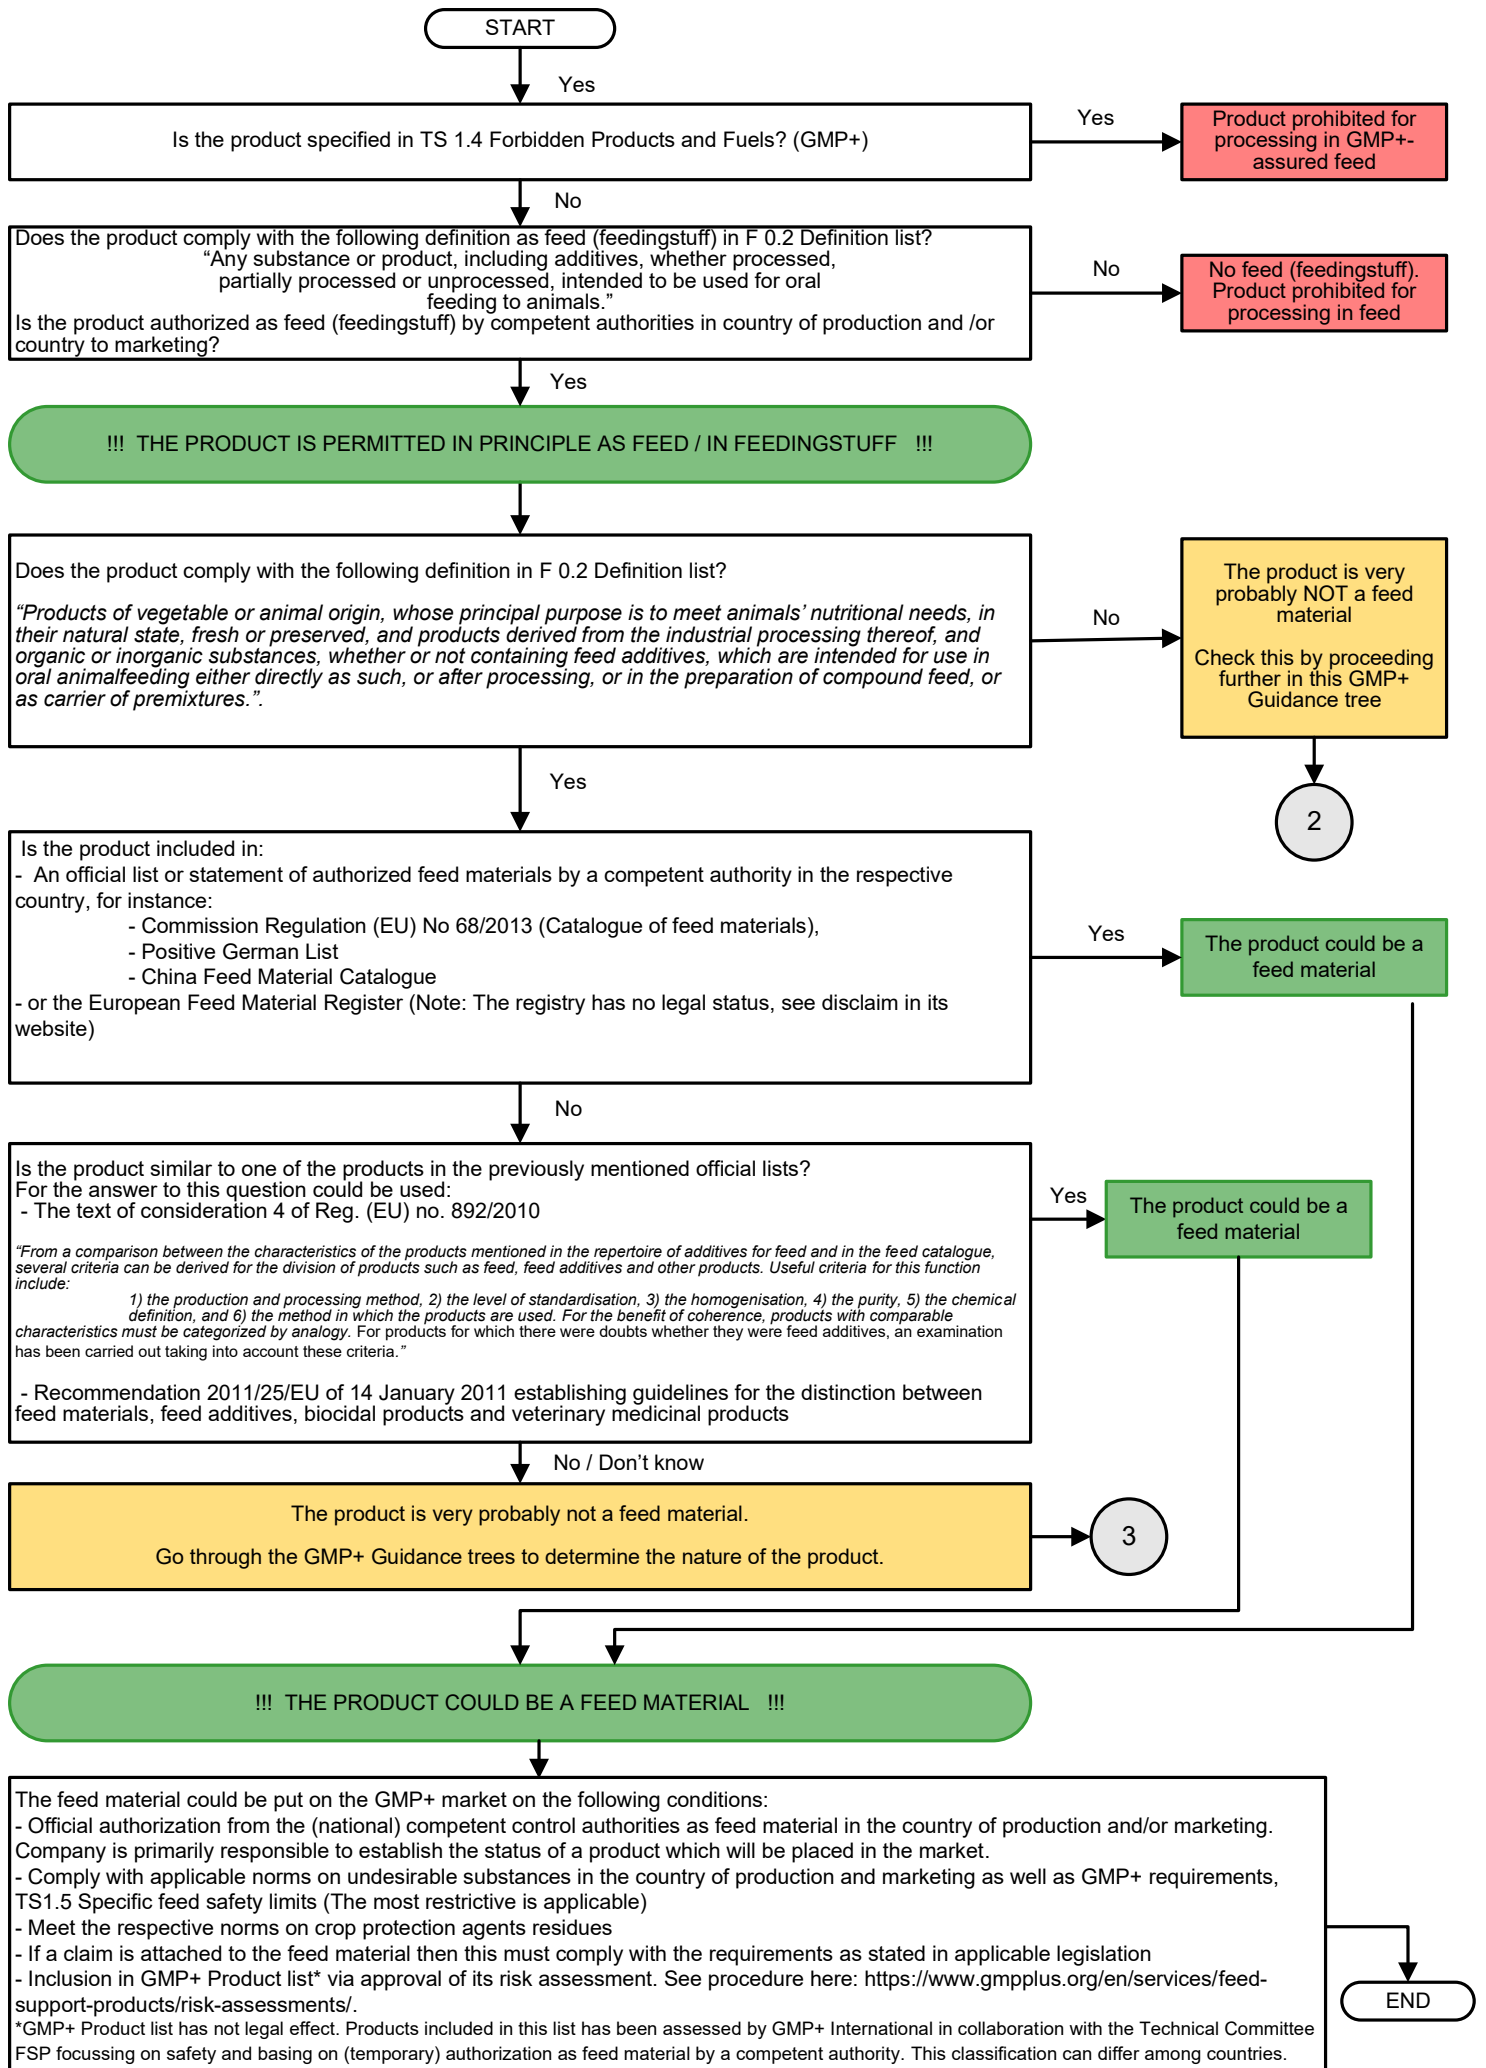 START
Yes
Is the product specified in TS 1.4 Forbidden Products and Fuels? (GMP+)
Yes
Product prohibited for
processing in GMP+-
assured feed
No
Does the product comply with the following definition as feed (feedingstuff) in F 0.2 Definition list?
“Any substance or product, including additives, whether processed,
partially processed or unprocessed, intended to be used for oral
feeding to animals.”
Is the product authorized as feed (feedingstuff) by competent authorities in country of production and /or
country to marketing?
No
No feed (feedingstuff).
Product prohibited for
processing in feed
Yes
!!! THE PRODUCT IS PERMITTED IN PRINCIPLE AS FEED / IN FEEDINGSTUFF !!!
Does the product comply with the following definition in F 0.2 Definition list?
“Products of vegetable or animal origin, whose principal purpose is to meet animals’ nutritional needs, in
their natural state, fresh or preserved, and products derived from the industrial processing thereof, and
organic or inorganic substances, whether or not containing feed additives, which are intended for use in
oral animalfeeding either directly as such, or after processing, or in the preparation of compound feed, or
as carrier of premixtures.”.
No
The product is very
probably NOT a feed
material
Check this by proceeding
further in this GMP+
Guidance tree
2
Yes
Is the product included in:
- An official list or statement of authorized feed materials by a competent authority in the respective
country, for instance:
- Commission Regulation (EU) No 68/2013 (Catalogue of feed materials),
- Positive German List
- China Feed Material Catalogue
- or the European Feed Material Register (Note: The registry has no legal status, see disclaim in its
website)
Yes
The product could be a
feed material
No
Is the product similar to one of the products in the previously mentioned official lists?
For the answer to this question could be used:
- The text of consideration 4 of Reg. (EU) no. 892/2010
“From a comparison between the characteristics of the products mentioned in the repertoire of additives for feed and in the feed catalogue,
several criteria can be derived for the division of products such as feed, feed additives and other products. Useful criteria for this function
include:
1) the production and processing method, 2) the level of standardisation, 3) the homogenisation, 4) the purity, 5) the chemical
definition, and 6) the method in which the products are used. For the benefit of coherence, products with comparable
characteristics must be categorized by analogy. For products for which there were doubts whether they were feed additives, an examination
has been carried out taking into account these criteria.”
- Recommendation 2011/25/EU of 14 January 2011 establishing guidelines for the distinction between
feed materials, feed additives, biocidal products and veterinary medicinal products
Yes
The product could be a
feed material
No / Don’t know
The product is very probably not a feed material.
Go through the GMP+ Guidance trees to determine the nature of the product.
3
!!! THE PRODUCT COULD BE A FEED MATERIAL !!!
The feed material could be put on the GMP+ market on the following conditions:
- Official authorization from the (national) competent control authorities as feed material in the country of production and/or marketing.
Company is primarily responsible to establish the status of a product which will be placed in the market.
- Comply with applicable norms on undesirable substances in the country of production and marketing as well as GMP+ requirements,
TS1.5 Specific feed safety limits (The most restrictive is applicable)
- Meet the respective norms on crop protection agents residues
- If a claim is attached to the feed material then this must comply with the requirements as stated in applicable legislation
- Inclusion in GMP+ Product list* via approval of its risk assessment. See procedure here: https://www.gmpplus.org/en/services/feed-
support-products/risk-assessments/.
*GMP+ Product list has not legal effect. Products included in this list has been assessed by GMP+ International in collaboration with the Technical Committee
FSP focussing on safety and basing on (temporary) authorization as feed material by a competent authority. This classification can differ among countries.
END